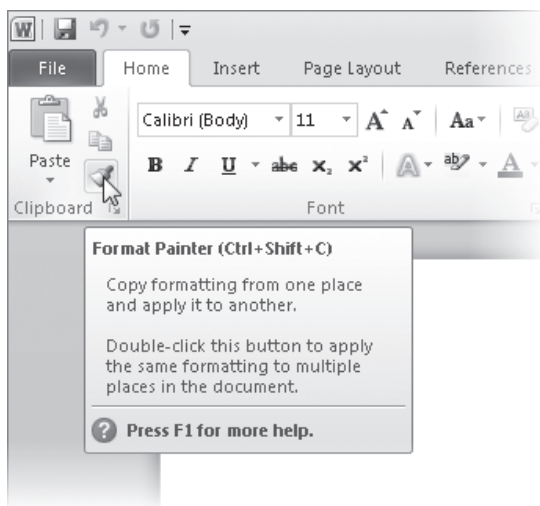 W
File Home Insert Page Layout References
Calibri (Body) 11 A A Aa
Paste
B I U abc X₂ X² A ab A
Clipboard Font
Format Painter (Ctrl+Shift+C)
Copy formatting from one place
and apply it to another.
Double-click this button to apply
the same formatting to multiple
places in the document.
? Press F1 for more help.